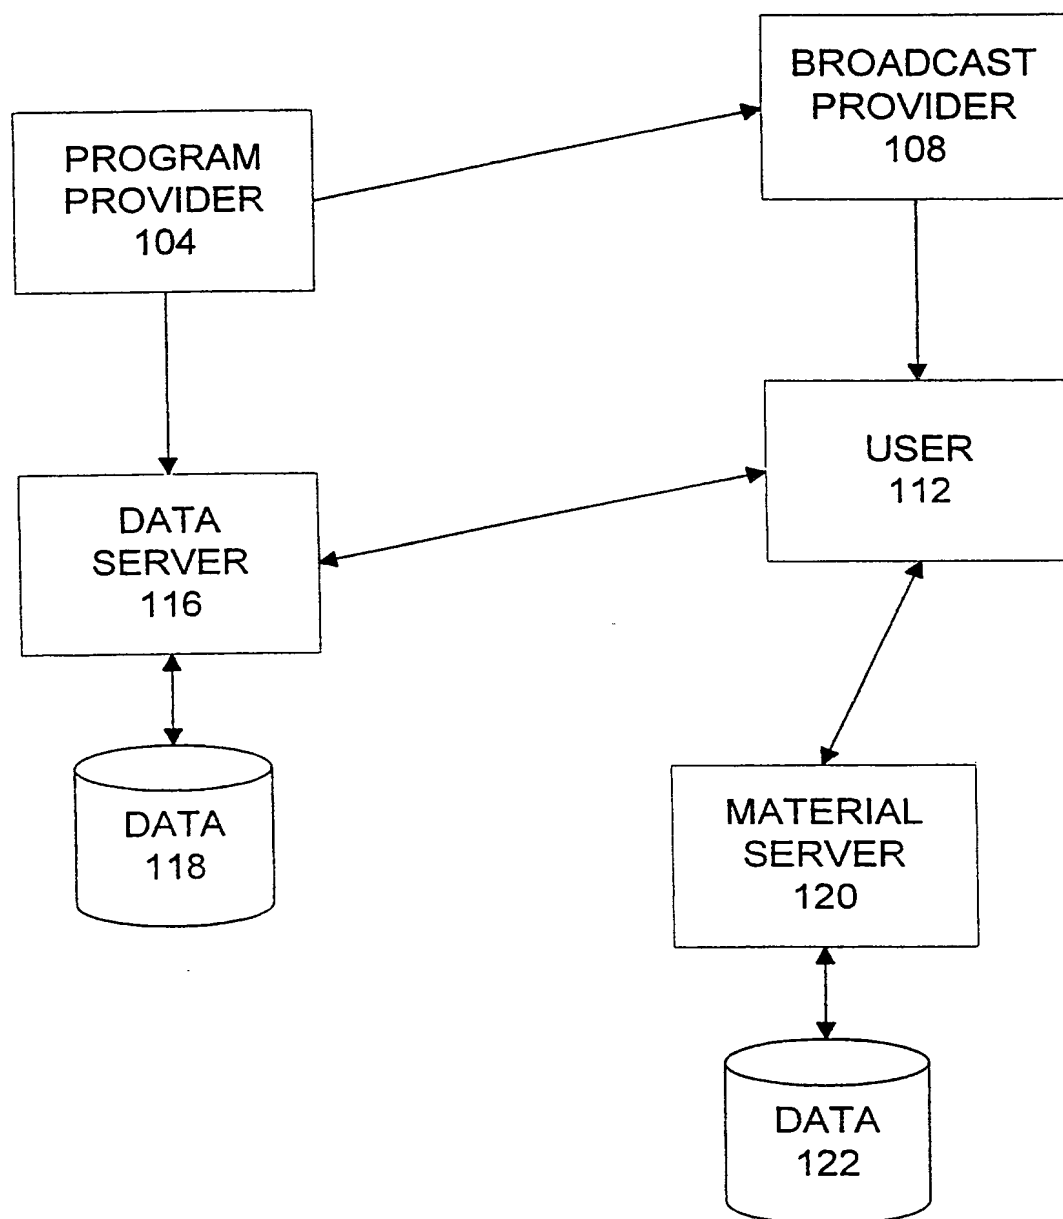 BROADCAST
PROVIDER
108
PROGRAM
PROVIDER
104
USER
112
DATA
SERVER
116
DATA
118
MATERIAL
SERVER
120
DATA
122